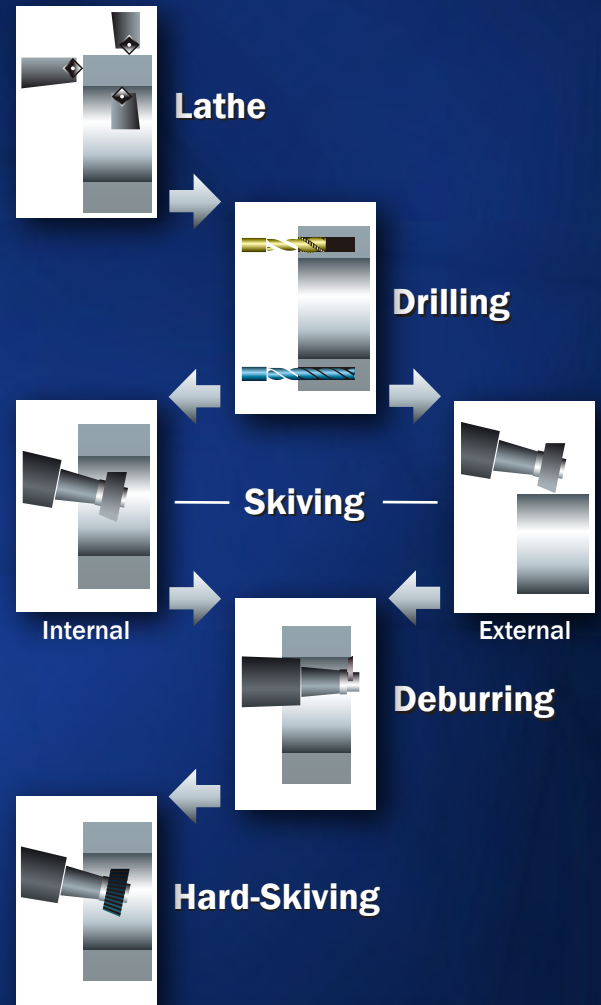 Lathe
Drilling
Skiving
Internal
External
Deburring
Hard-Skiving